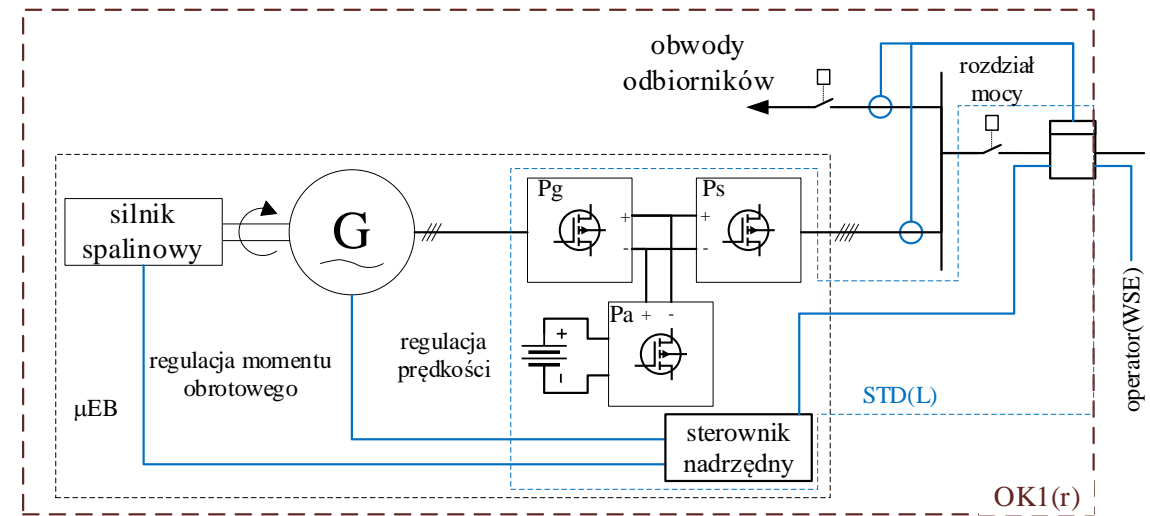 obwody
odbiorników
rozdział
mocy
Pg
Ps
+
+
-
-
silnik
spalinowy
G
Pa + -
+
-
regulacja momentu
obrotowego
regulacja
prędkości
μEB
sterownik
nadrzędny
STD(L)
operator(WSE)
OK1(r)